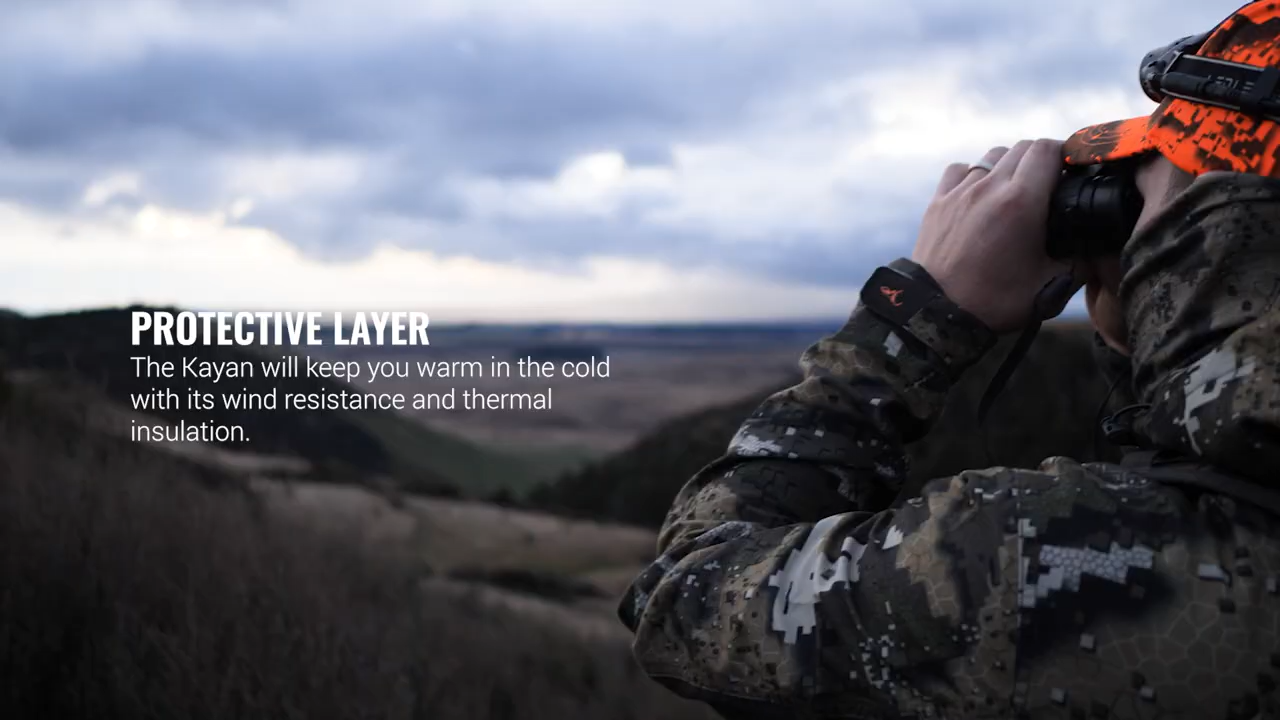 PROTECTIVE LAYER
The Kayan will keep you warm in the cold
with its wind resistance and thermal
insulation.